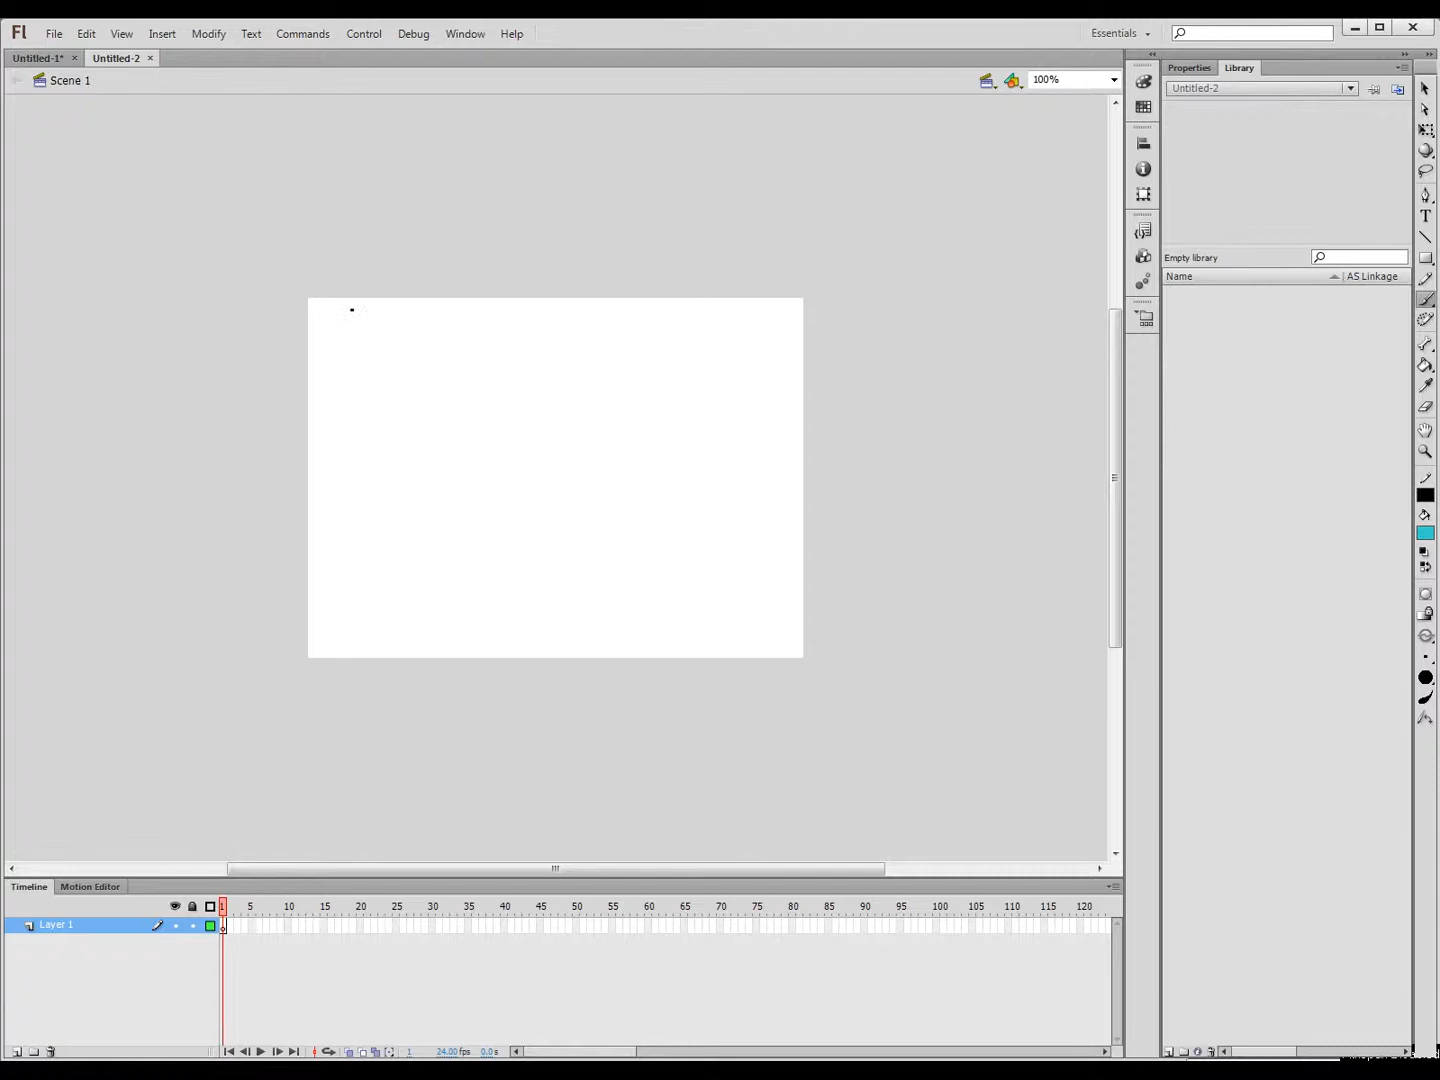 Fl File Edit View Insert Modify Text Commands Control Debug Window Help Essentials
Untitled-1* × Untitled-2 ×
Scene 1 100%
Properties Library
Untitled-2
Empty library
Name AS Linkage
Timeline Motion Editor
1 5 10 15 20 25 30 35 40 45 50 55 60 65 70 75 80 85 90 95 100 105 110 115 120
Layer 1
1 24.00 fps 0.0 s
T